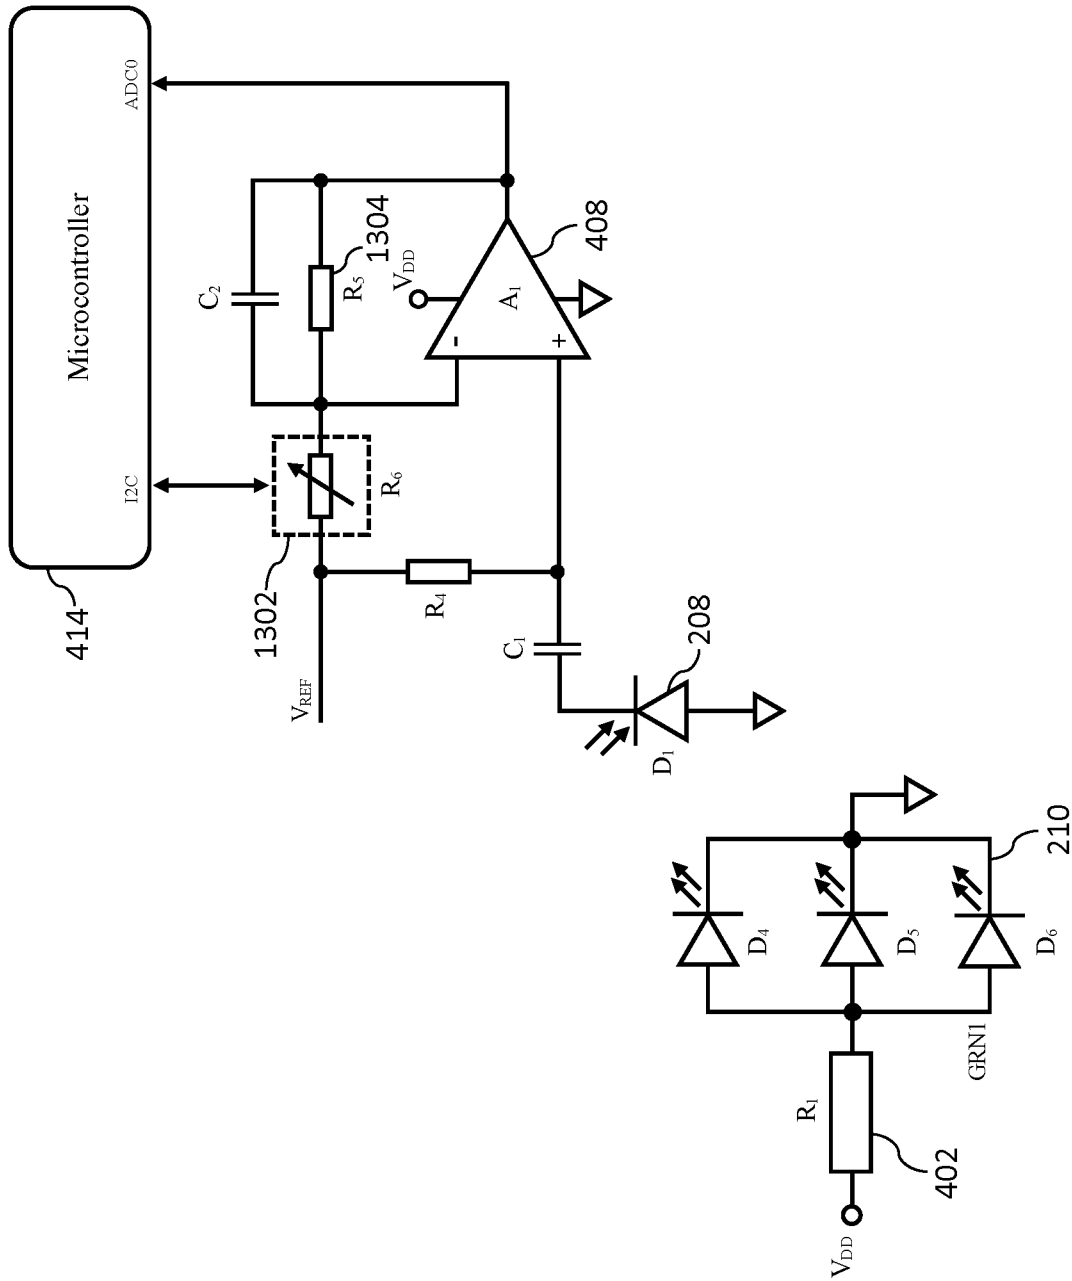 414
Microcontroller
I2C
ADC0
C2
1302
VREF
R5
1304
R6
VDD
R4
-
A1
+
C1
408
D1
208
D4
R1
VDD
D5
402
GRN1
D6
210